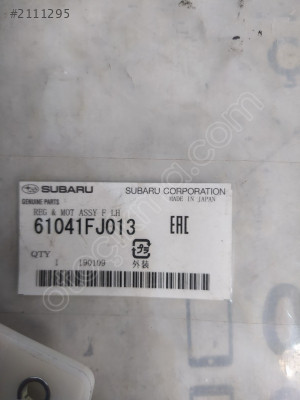 #2111295
SUBARU
GENUINE PARTS
SUBARU CORPORATION
MADE IN JAPAN
REG & MOT ASSY F LH
61041FJ013
EAC
QTY
1 190109
外装